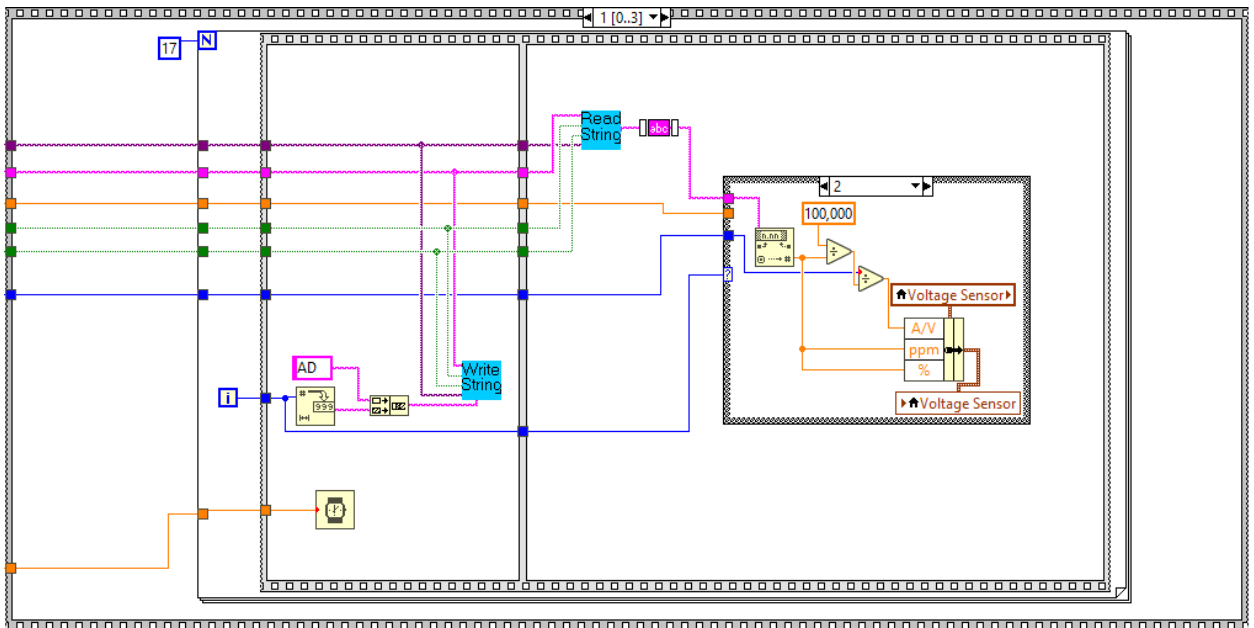 1 [0..3]
17
N
Read
String
abc
2
100,000
n.nn
#
Voltage Sensor
A/V
ppm
%
Voltage Sensor
AD
Write
String
i
#
999
?